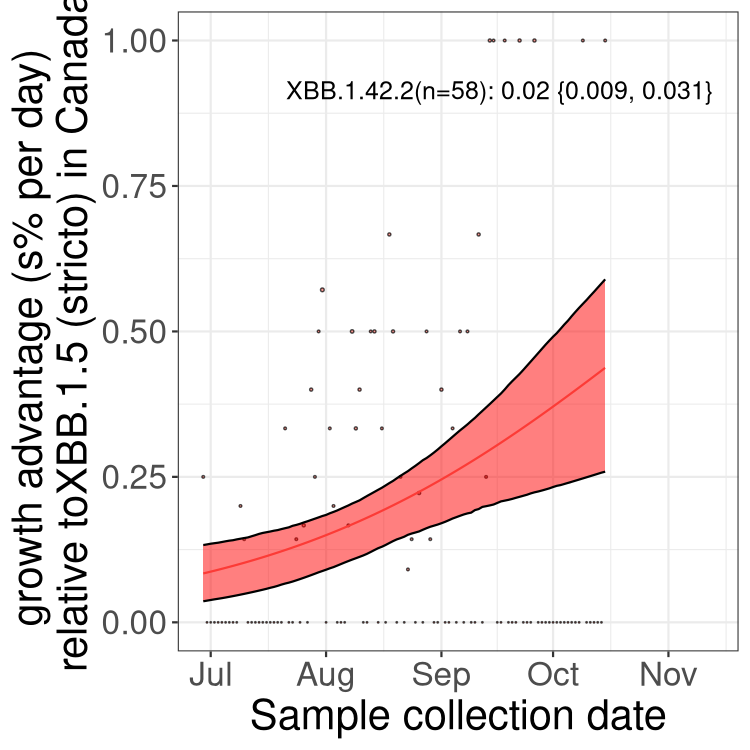 growth advantage (s% per day)
relative toXBB.1.5 (stricto) in Canada
1.00
0.75
0.50
0.25
0.00
XBB.1.42.2(n=58): 0.02 {0.009, 0.031}
Jul Aug Sep Oct Nov
Sample collection date